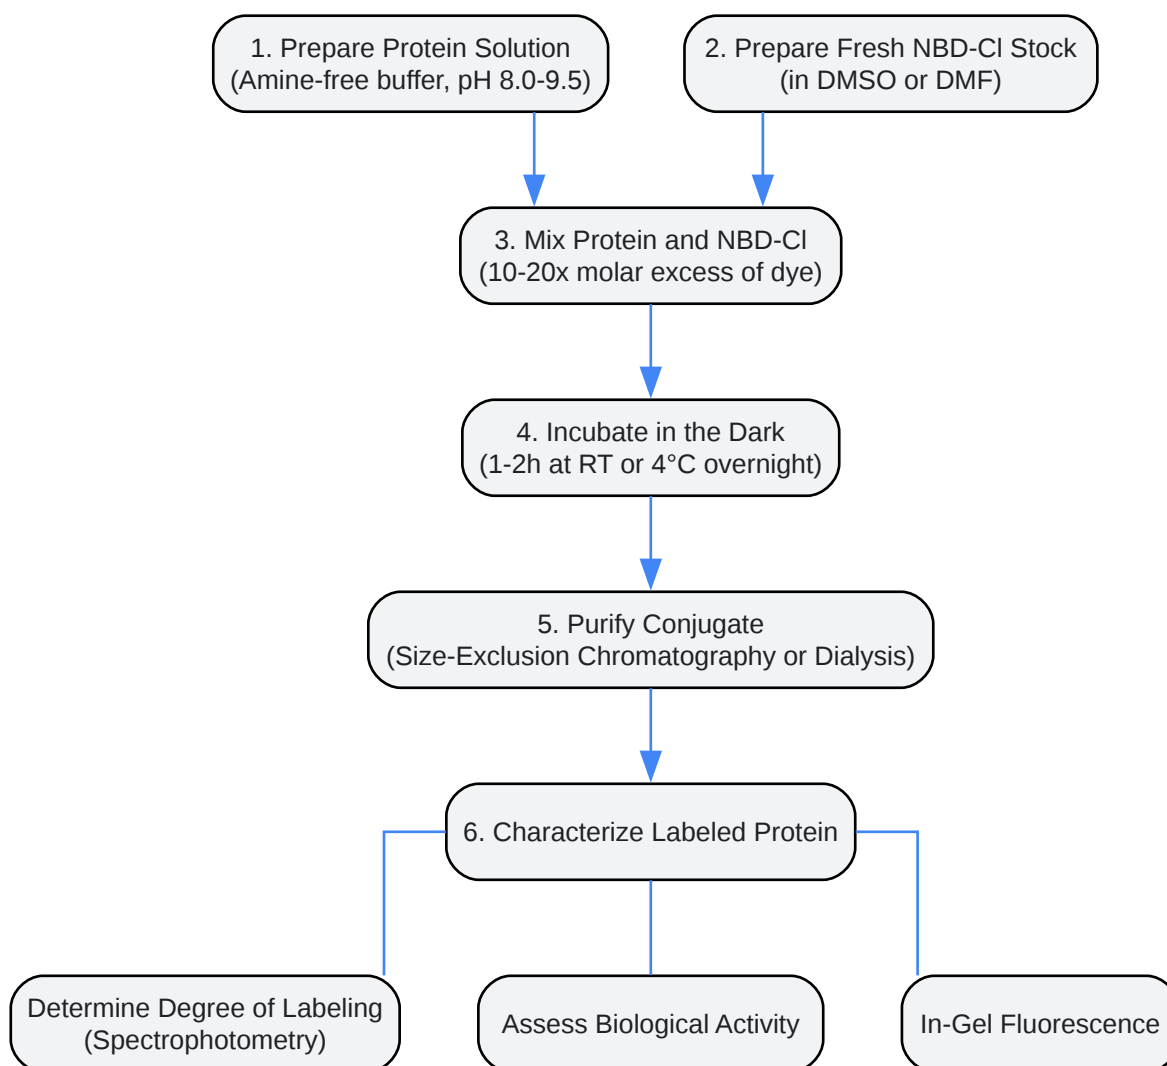 1. Prepare Protein Solution
(Amine-free buffer, pH 8.0-9.5)
2. Prepare Fresh NBD-Cl Stock
(in DMSO or DMF)
3. Mix Protein and NBD-Cl
(10-20x molar excess of dye)
4. Incubate in the Dark
(1-2h at RT or 4°C overnight)
5. Purify Conjugate
(Size-Exclusion Chromatography or Dialysis)
6. Characterize Labeled Protein
Determine Degree of Labeling
(Spectrophotometry)
Assess Biological Activity
In-Gel Fluorescence